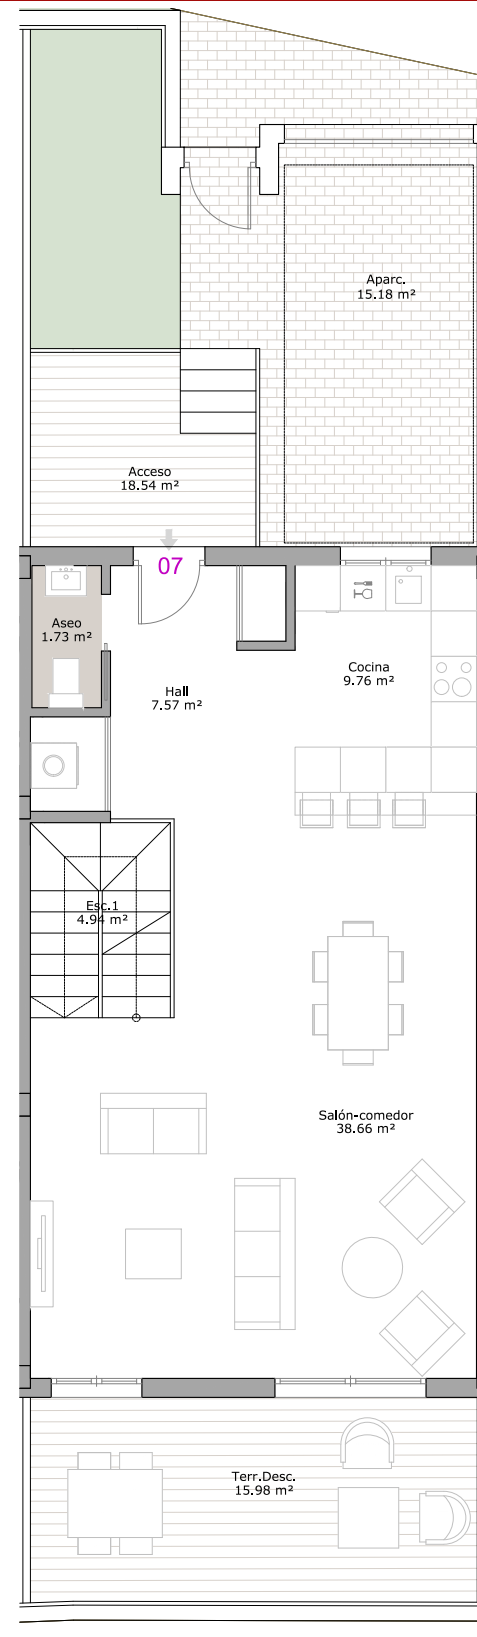 Aparc.
15.18 m²
Acceso
18.54 m²
07
Aseo
1.73 m²
Cocina
9.76 m²
Hall
7.57 m²
Esc.1
4.94 m²
Salón-comedor
38.66 m²
Terr.Desc.
15.98 m²